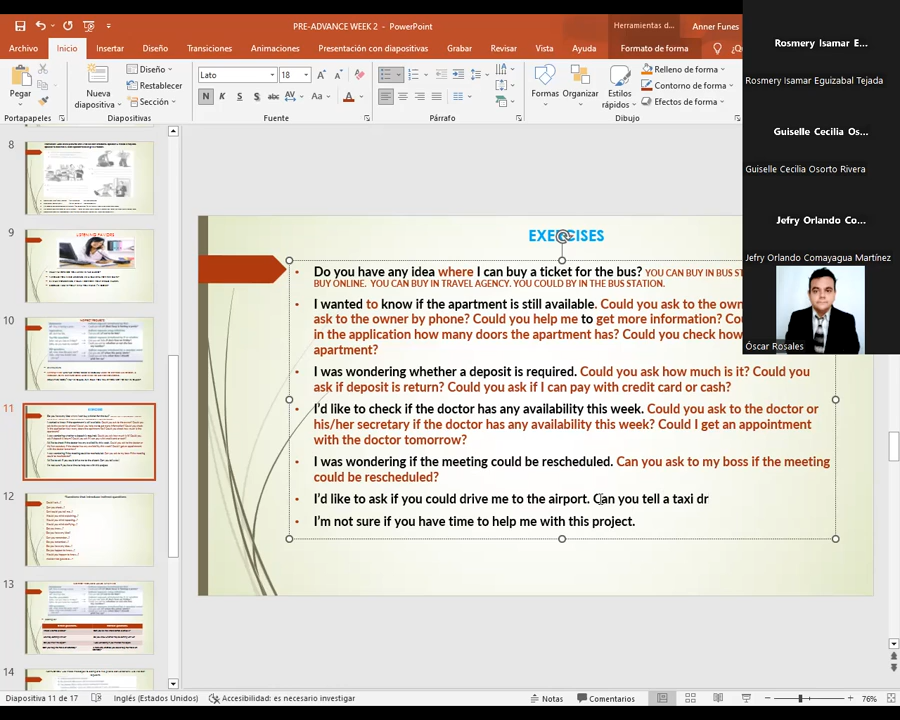 PRE-ADVANCE WEEK 2 - PowerPoint
Herramientas d...
Anner Funes
Archivo
Inicio
Insertar
Diseño
Transiciones
Animaciones
Presentación con diapositivas
Grabar
Revisar
Vista
Ayuda
Formato de forma
¿Q
Pegar
Portapapeles
Nueva
diapositiva
Diseño
Restablecer
Sección
Diapositivas
Lato
18
N K S S abc AV Aa A
Fuente
Párrafo
Formas
Organizar
Estilos
rápidos
Relleno de forma
Contorno de forma
Efectos de forma
Dibujo
Rosmery Isamar E...
Rosmery Isamar Eguizabal Tejada
Guiselle Cecilia Os...
Guiselle Cecilia Osorto Rivera
Jefry Orlando Co...
Jefry Orlando Comayagua Martínez
Óscar Rosales
8
9
LISTENING FAVORS
10
11
EXERCISES
12
13
14
EXERCISES
• Do you have any idea where I can buy a ticket for the bus? YOU CAN BUY IN BUS ST
BUY ONLINE. YOU CAN BUY IN TRAVEL AGENCY. YOU COULD BY IN THE BUS STATION.
• I wanted to know if the apartment is still available. Could you ask to the own
ask to the owner by phone? Could you help me to get more information? Co
in the application how many doors the apartment has? Could you check how
apartment?
• I was wondering whether a deposit is required. Could you ask how much is it? Could you
ask if deposit is return? Could you ask if I can pay with credit card or cash?
• I'd like to check if the doctor has any availability this week. Could you ask to the doctor or
his/her secretary if the doctor has any availability this week? Could I get an appointment
with the doctor tomorrow?
• I was wondering if the meeting could be rescheduled. Can you ask to my boss if the meeting
could be rescheduled?
• I'd like to ask if you could drive me to the airport. Can you tell a taxi dr
• I'm not sure if you have time to help me with this project.
Diapositiva 11 de 17
Inglés (Estados Unidos)
Accesibilidad: es necesario investigar
Notas
Comentarios
76%